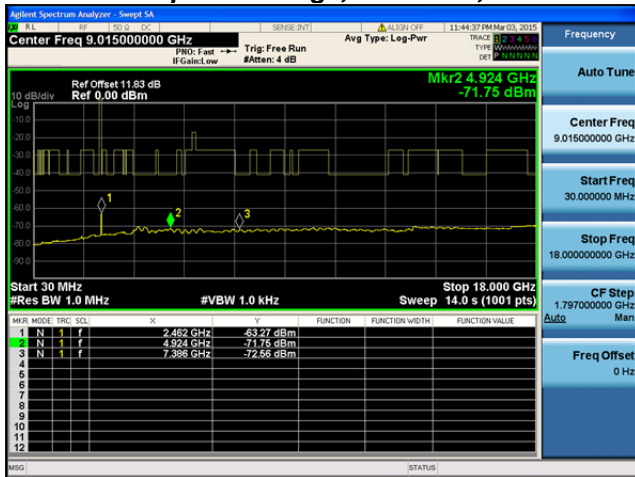 Agilent Spectrum Analyzer - Swept SA
RL RF 50 Ω DC SENSE:INT ALIGN OFF 11:44:37 PM Mar 03, 2015
Center Freq 9.015000000 GHz
PNO: Fast Trig: Free Run
IFGain:Low #Atten: 4 dB
Avg Type: Log-Pwr
TRACE 1 2 3 4 5 6
TYPE
DET P N N N N N
Ref Offset 11.83 dB
10 dB/div Ref 0.00 dBm
Log
Mkr2 4.924 GHz
-71.75 dBm
-10.0
-20.0
-30.0
-40.0
-50.0
-60.0
-70.0
-80.0
-90.0
1
2
3
Start 30 MHz Stop 18.000 GHz
#Res BW 1.0 MHz #VBW 1.0 kHz Sweep 14.0 s (1001 pts)
MKR MODE TRC SCL X Y FUNCTION FUNCTION WIDTH FUNCTION VALUE
1 N 1 f 2.462 GHz -63.27 dBm
2 N 1 f 4.924 GHz -71.75 dBm
3 N 1 f 7.386 GHz -72.56 dBm
4
5
6
7
8
9
10
11
12
MSG STATUS
Frequency
Auto Tune
Center Freq
9.015000000 GHz
Start Freq
30.000000 MHz
Stop Freq
18.000000000 GHz
CF Step
1.797000000 GHz
Auto Man
Freq Offset
0 Hz